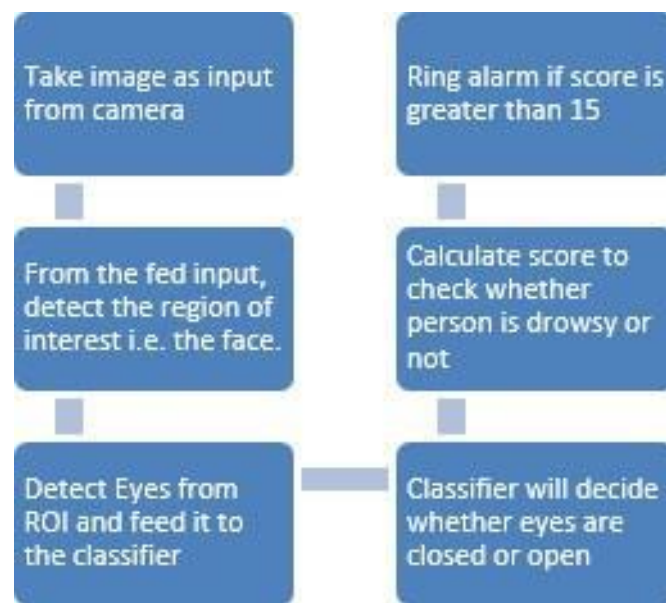 Take image as input
from camera
From the fed input,
detect the region of
interest i.e. the face.
Detect Eyes from
ROI and feed it to
the classifier
Classifier will decide
whether eyes are
closed or open
Calculate score to
check whether
person is drowsy or
not
Ring alarm if score is
greater than 15